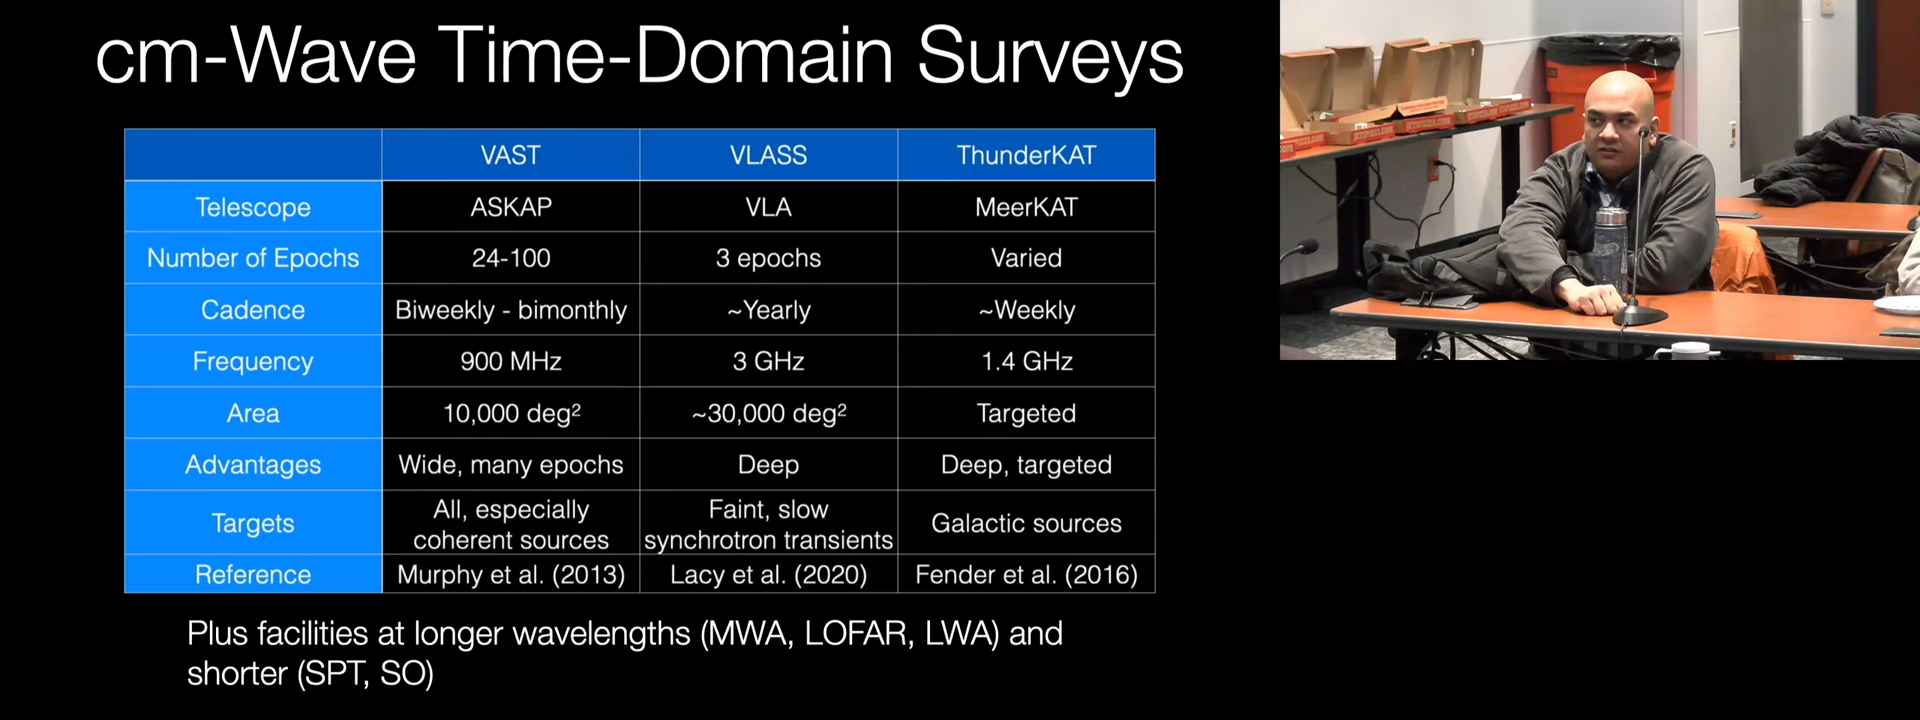 cm-Wave Time-Domain Surveys
VAST VLASS ThunderKAT
Telescope ASKAP VLA MeerKAT
Number of Epochs 24-100 3 epochs Varied
Cadence Biweekly - bimonthly ~Yearly ~Weekly
Frequency 900 MHz 3 GHz 1.4 GHz
Area 10,000 deg² ~30,000 deg² Targeted
Advantages Wide, many epochs Deep Deep, targeted
Targets All, especially coherent sources Faint, slow synchrotron transients Galactic sources
Reference Murphy et al. (2013) Lacy et al. (2020) Fender et al. (2016)
Plus facilities at longer wavelengths (MWA, LOFAR, LWA) and
shorter (SPT, SO)